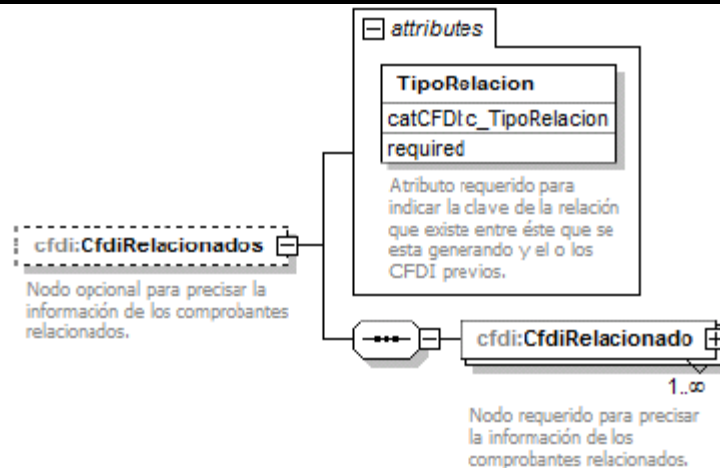 attributes
TipoRelacion
catCFDI:c_TipoRelacion
required
Atributo requerido para
indicar la clave de la relación
que existe entre éste que se
esta generando y el o los
CFDI previos.
cfdi:CfdiRelacionados
Nodo opcional para precisar la
información de los comprobantes
relacionados.
cfdi:CfdiRelacionado
1..∞
Nodo requerido para precisar
la información de los
comprobantes relacionados.